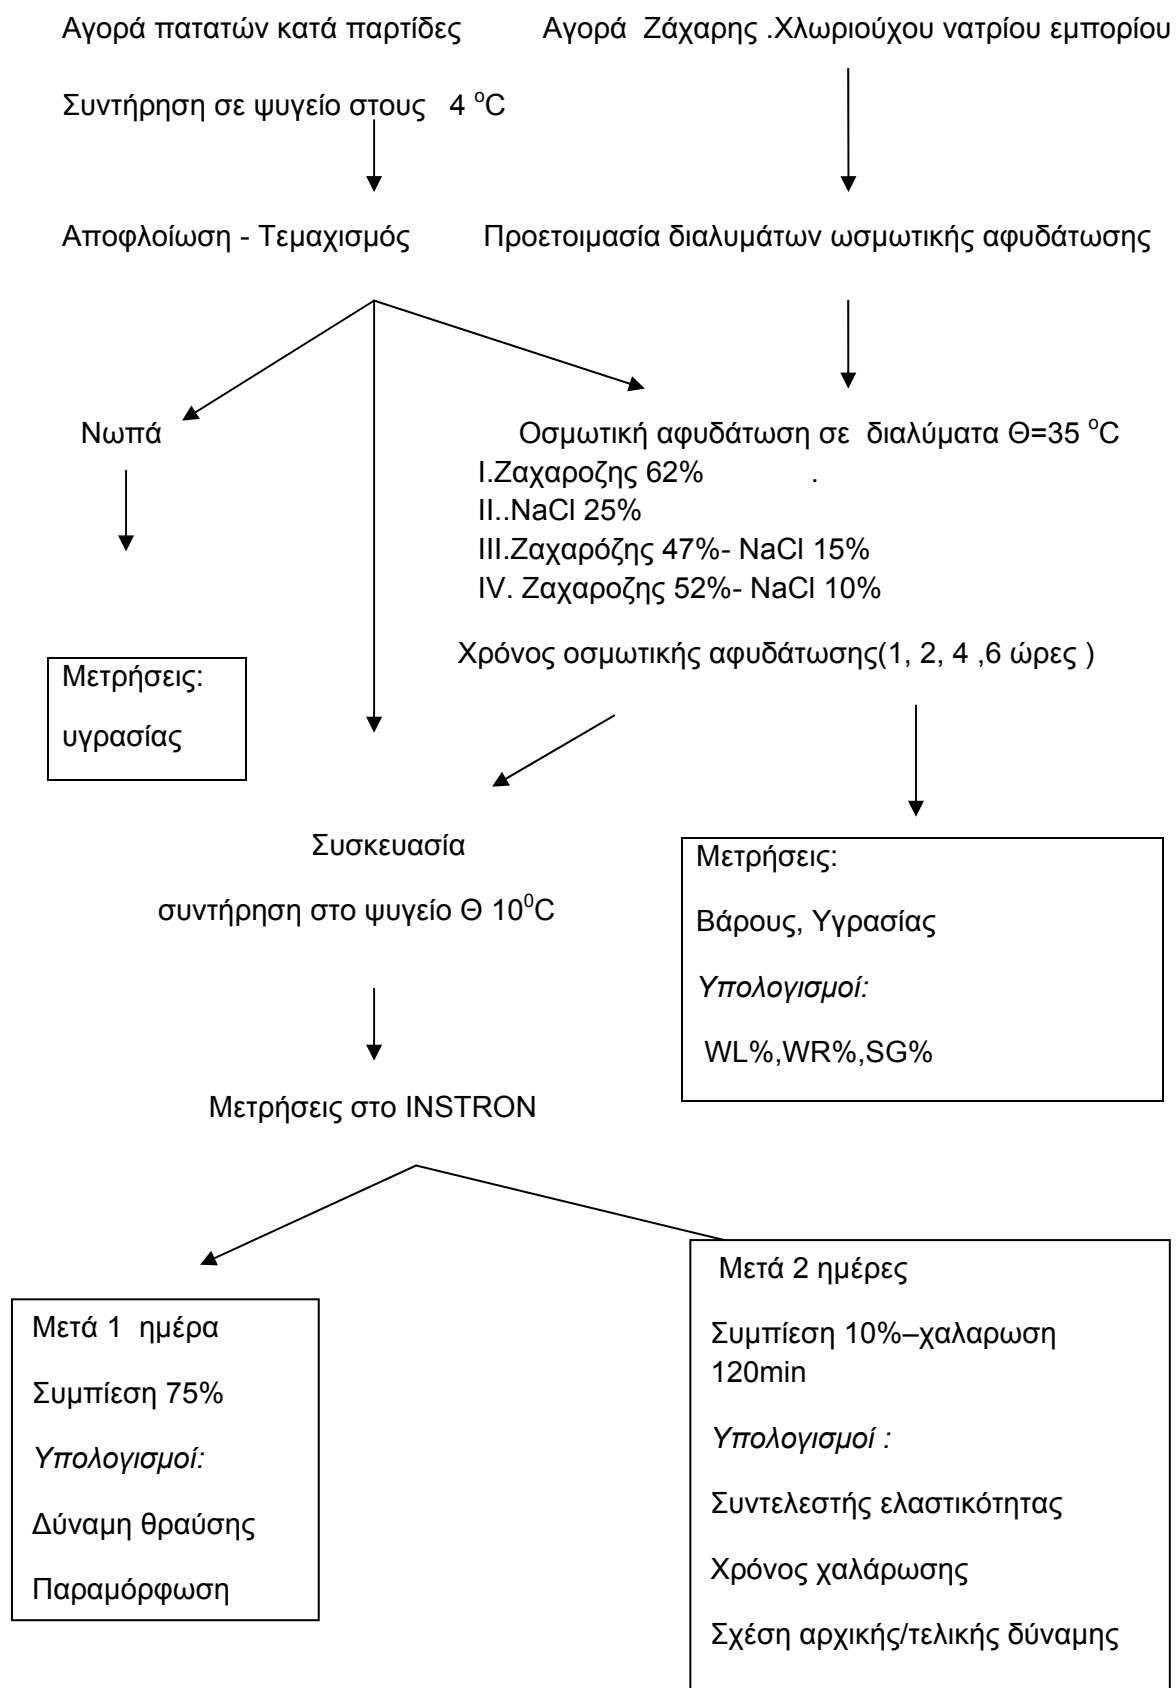 Αγορά πατατών κατά παρτίδες
Αγορά Ζάχαρης .Χλωριούχου νατρίου εμπορίου
Συντήρηση σε ψυγείο στους 4 °C
Αποφλοίωση - Τεμαχισμός
Προετοιμασία διαλυμάτων ωσμωτικής αφυδάτωσης
Νωπά
Οσμωτική αφυδάτωση σε διαλύματα Θ=35 °C
Ι.Ζαχαροζης 62% .
ΙΙ..NaCl 25%
ΙΙΙ.Ζαχαρόζης 47%- NaCl 15%
IV. Ζαχαροζης 52%- NaCl 10%
Χρόνος οσμωτικής αφυδάτωσης(1, 2, 4 ,6 ώρες )
Μετρήσεις:
υγρασίας
Συσκευασία
συντήρηση στο ψυγείο Θ 10⁰C
Μετρήσεις:
Βάρους, Υγρασίας
Υπολογισμοί:
WL%,WR%,SG%
Μετρήσεις στο INSTRON
Μετά 1 ημέρα
Συμπίεση 75%
Υπολογισμοί:
Δύναμη θραύσης
Παραμόρφωση
Μετά 2 ημέρες
Συμπίεση 10%–χαλαρωση
120min
Υπολογισμοί :
Συντελεστής ελαστικότητας
Χρόνος χαλάρωσης
Σχέση αρχικής/τελικής δύναμης